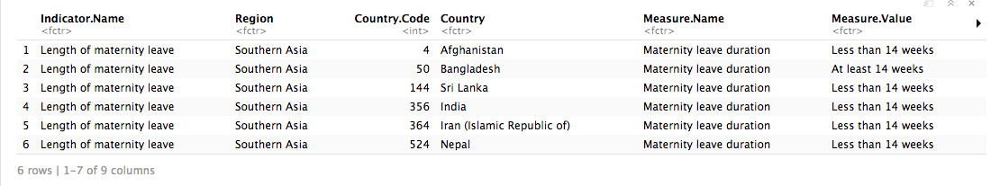 Indicator.Name Region Country.Code Country Measure.Name Measure.Value
<fctr> <fctr> <int> <fctr> <fctr> <fctr>
1 Length of maternity leave Southern Asia 4 Afghanistan Maternity leave duration Less than 14 weeks
2 Length of maternity leave Southern Asia 50 Bangladesh Maternity leave duration At least 14 weeks
3 Length of maternity leave Southern Asia 144 Sri Lanka Maternity leave duration Less than 14 weeks
4 Length of maternity leave Southern Asia 356 India Maternity leave duration Less than 14 weeks
5 Length of maternity leave Southern Asia 364 Iran (Islamic Republic of) Maternity leave duration Less than 14 weeks
6 Length of maternity leave Southern Asia 524 Nepal Maternity leave duration Less than 14 weeks
6 rows | 1-7 of 9 columns